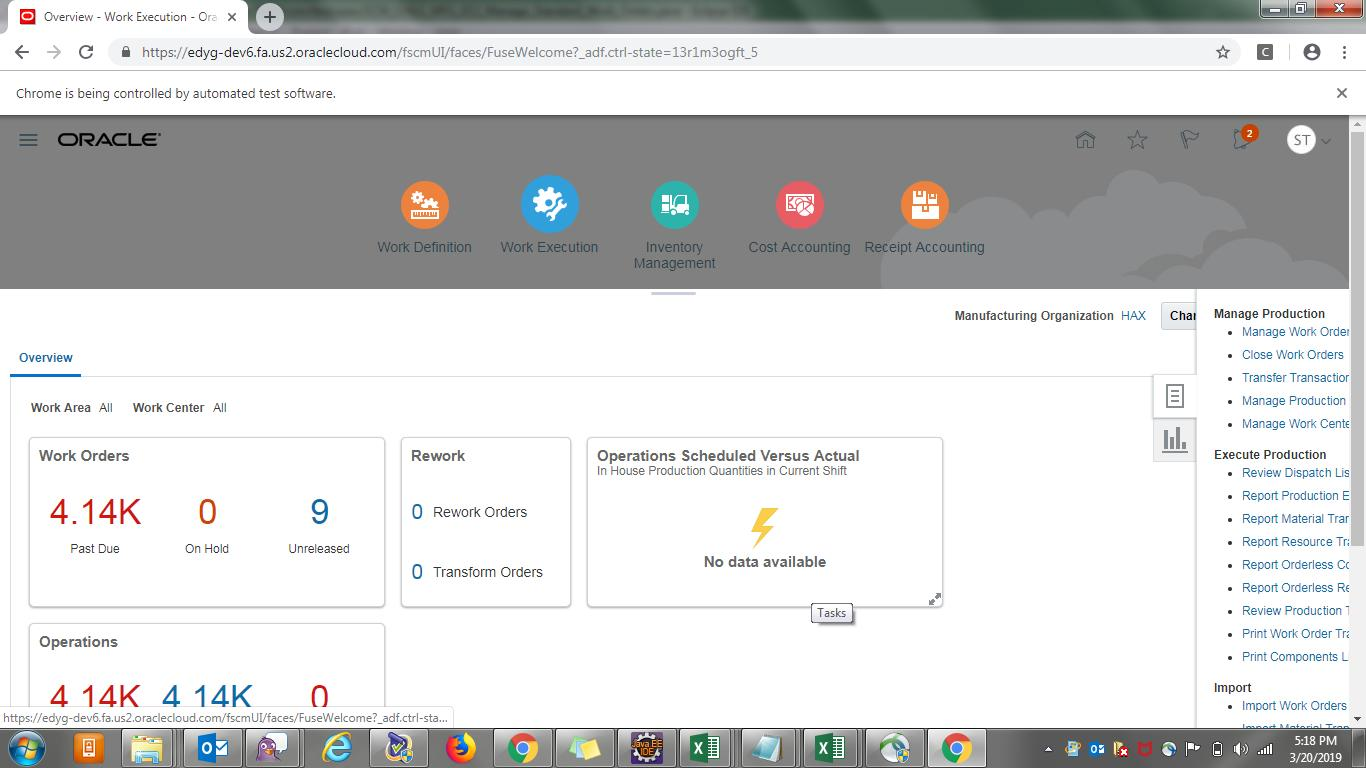 Overview - Work Execution - Ora
https://edyg-dev6.fa.us2.oraclecloud.com/fscmUI/faces/FuseWelcome?_adf.ctrl-state=13r1m3ogft_5
C
Chrome is being controlled by automated test software.
ORACLE
2
ST
Work Definition
Work Execution
Inventory Management
Cost Accounting
Receipt Accounting
Manufacturing Organization HAX
Char
Overview
Work Area All Work Center All
Work Orders
4.14K
0
9
Past Due
On Hold
Unreleased
Rework
0 Rework Orders
0 Transform Orders
Operations Scheduled Versus Actual
In House Production Quantities in Current Shift
No data available
Tasks
Operations
4.14K
4.14K
0
Manage Production
Manage Work Order
Close Work Orders
Transfer Transaction
Manage Production
Manage Work Cente
Execute Production
Review Dispatch Lis
Report Production E
Report Material Tran
Report Resource Tra
Report Orderless Co
Report Orderless Re
Review Production T
Print Work Order Tra
Print Components L
Import
Import Work Orders
Import Material Tran
https://edyg-dev6.fa.us2.oraclecloud.com/fscmUI/faces/FuseWelcome?_adf.ctrl-sta...
Java EE
IDE
5:18 PM
3/20/2019